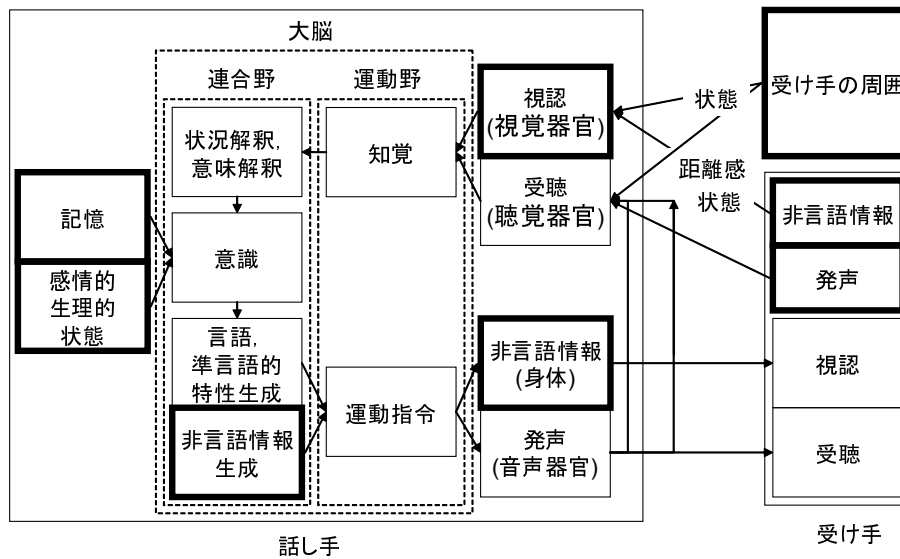 大脳
連合野
運動野
状況解釈,
意味解釈
知覚
視認
(視覚器官)
受聴
(聴覚器官)
状態
距離感
状態
受け手の周囲
非言語情報
発声
記憶
感情的
生理的
状態
意識
言語,
準言語的
特性生成
非言語情報
生成
運動指令
非言語情報
(身体)
発声
(音声器官)
視認
受聴
話し手
受け手